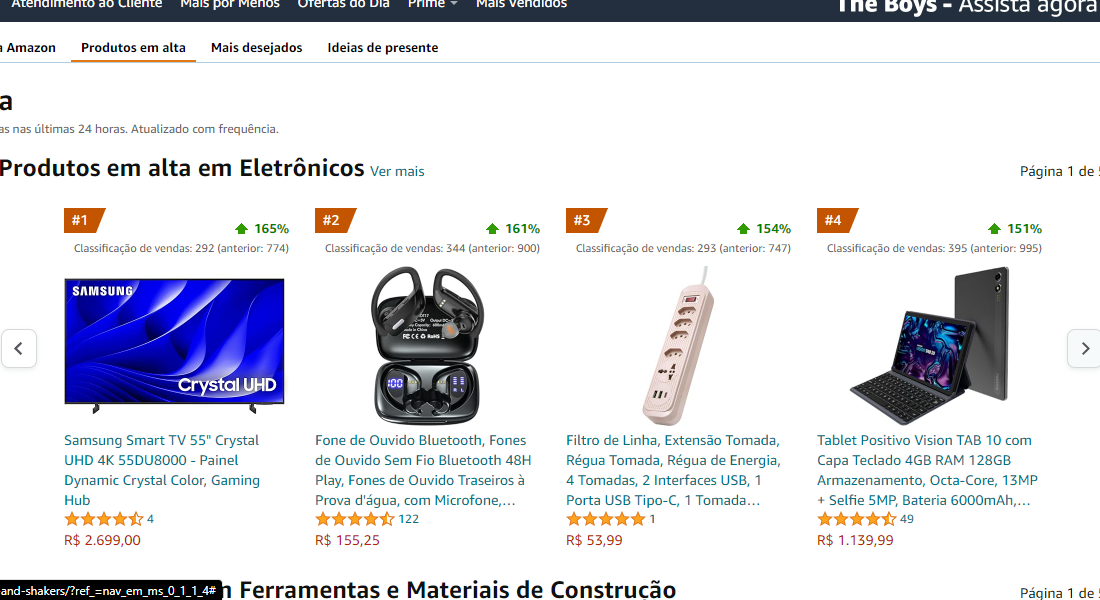 Atendimento ao Cliente Mais por Menos Ofertas do Dia Prime Mais Vendidos
The Boys - Assista agora
a Amazon Produtos em alta Mais desejados Ideias de presente
a
as nas últimas 24 horas. Atualizado com frequência.
Produtos em alta em Eletrônicos Ver mais
Página 1 de
#1
165%
Classificação de vendas: 292 (anterior: 774)
SAMSUNG
Crystal UHD
Samsung Smart TV 55" Crystal
UHD 4K 55DU8000 - Painel
Dynamic Crystal Color, Gaming
Hub
4
R$ 2.699,00
#2
161%
Classificação de vendas: 344 (anterior: 900)
100
Fone de Ouvido Bluetooth, Fones
de Ouvido Sem Fio Bluetooth 48H
Play, Fones de Ouvido Traseiros à
Prova d'água, com Microfone,...
122
R$ 155,25
#3
154%
Classificação de vendas: 293 (anterior: 747)
Filtro de Linha, Extensão Tomada,
Régua Tomada, Régua de Energia,
4 Tomadas, 2 Interfaces USB, 1
Porta USB Tipo-C, 1 Tomada...
1
R$ 53,99
#4
151%
Classificação de vendas: 395 (anterior: 995)
Tablet Positivo Vision TAB 10 com
Capa Teclado 4GB RAM 128GB
Armazenamento, Octa-Core, 13MP
+ Selfie 5MP, Bateria 6000mAh,...
49
R$ 1.139,99
-and-shakers/?ref_=nav_em_ms_0_1_1_4#
Ferramentas e Materiais de Construção
Página 1 de